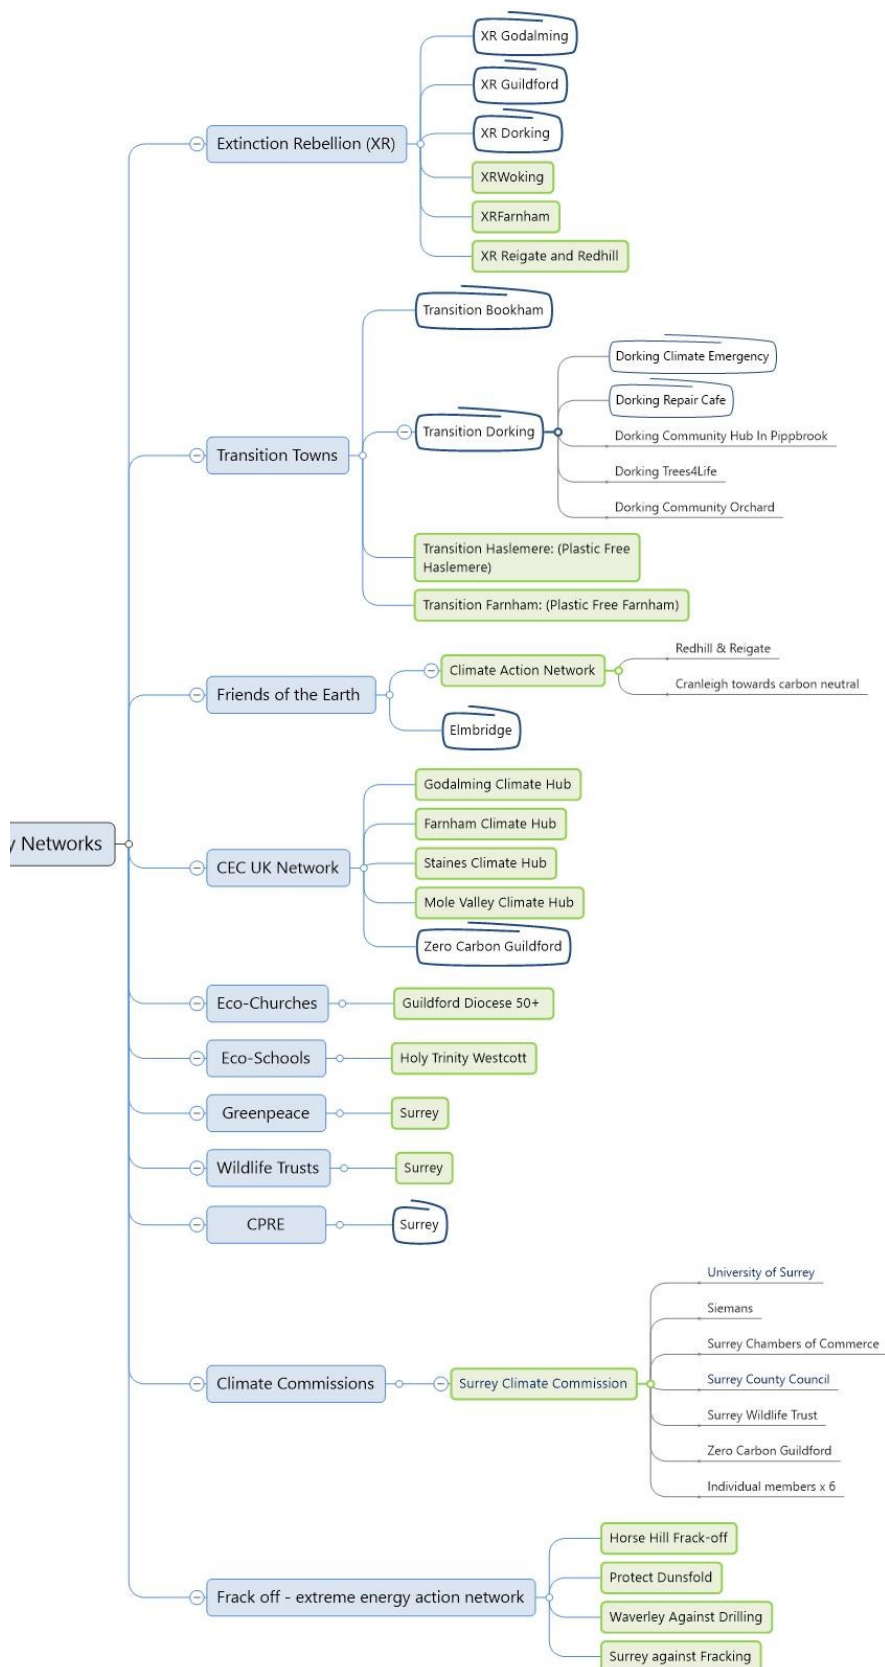 XR Godalming
XR Guildford
Extinction Rebellion (XR)
XR Dorking
XRWoking
XRFarnham
XR Reigate and Redhill
Transition Bookham
Dorking Climate Emergency
Dorking Repair Cafe
Transition Towns
Transition Dorking
Dorking Community Hub In Pippbrook
Dorking Trees4Life
Dorking Community Orchard
Transition Haslemere: (Plastic Free
Haslemere)
Transition Farnham: (Plastic Free Farnham)
Friends of the Earth
Climate Action Network
Redhill & Reigate
Cranleigh towards carbon neutral
Elmbridge
y Networks
CEC UK Network
Godalming Climate Hub
Farnham Climate Hub
Staines Climate Hub
Mole Valley Climate Hub
Zero Carbon Guildford
Eco-Churches
Guildford Diocese 50+
Eco-Schools
Holy Trinity Westcott
Greenpeace
Surrey
Wildlife Trusts
Surrey
CPRE
Surrey
Climate Commissions
Surrey Climate Commission
University of Surrey
Siemans
Surrey Chambers of Commerce
Surrey County Council
Surrey Wildlife Trust
Zero Carbon Guildford
Individual members x 6
Frack off - extreme energy action network
Horse Hill Frack-off
Protect Dunsfold
Waverley Against Drilling
Surrey against Fracking